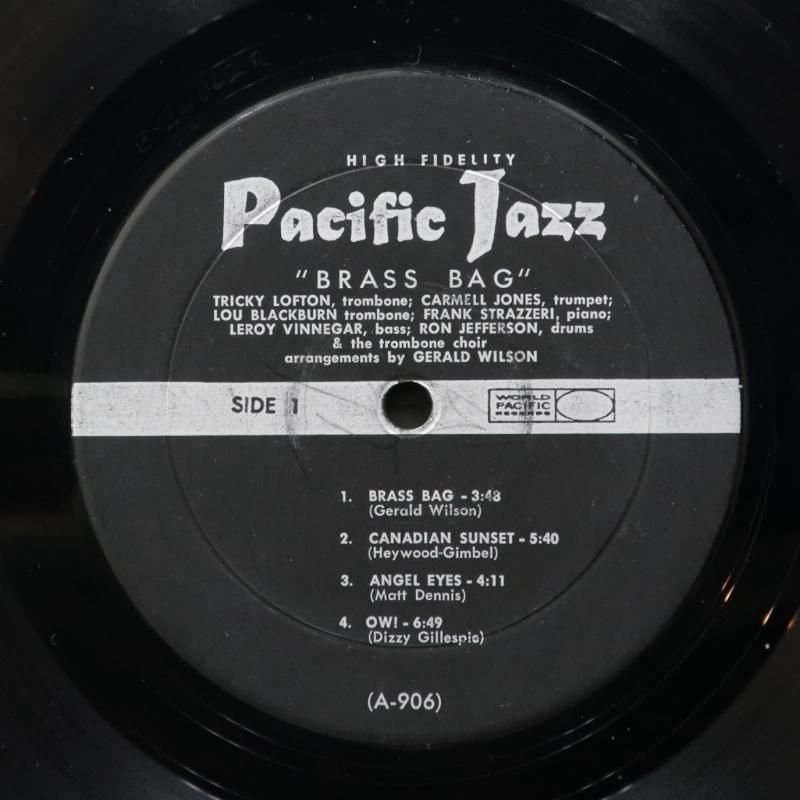 HIGH FIDELITY
Pacific Jazz
"BRASS BAG"
TRICKY LOFTON, trombone; CARMELL JONES, trumpet;
LOU BLACKBURN trombone; FRANK STRAZZERI, piano;
LEROY VINNEGAR, bass; RON JEFFERSON, drums
& the trombone choir
arrangements by GERALD WILSON
SIDE 1
WORLD
PACIFIC
RECORDS
1. BRASS BAG - 3:48
(Gerald Wilson)
2. CANADIAN SUNSET - 5:40
(Heywood-Gimbel)
3. ANGEL EYES - 4:11
(Matt Dennis)
4. OW! - 6:49
(Dizzy Gillespie)
(A-906)